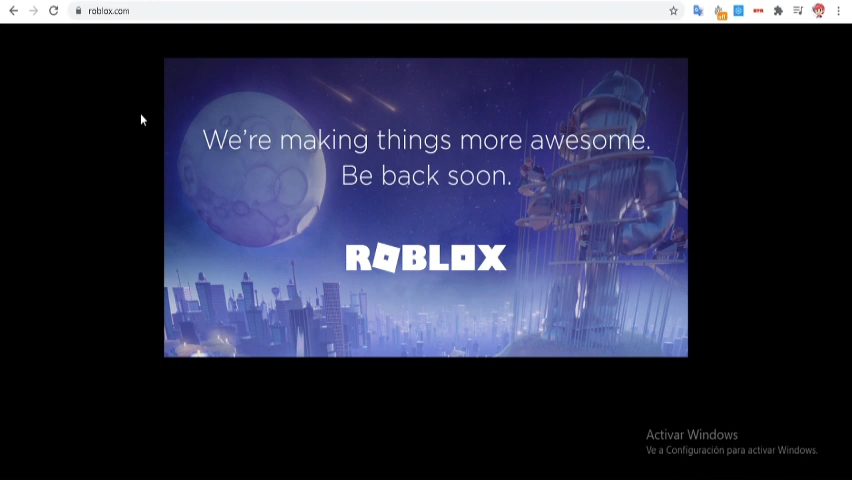 roblox.com
We're making things more awesome.
Be back soon.
ROBLOX
Activar Windows
Ve a Configuración para activar Windows.